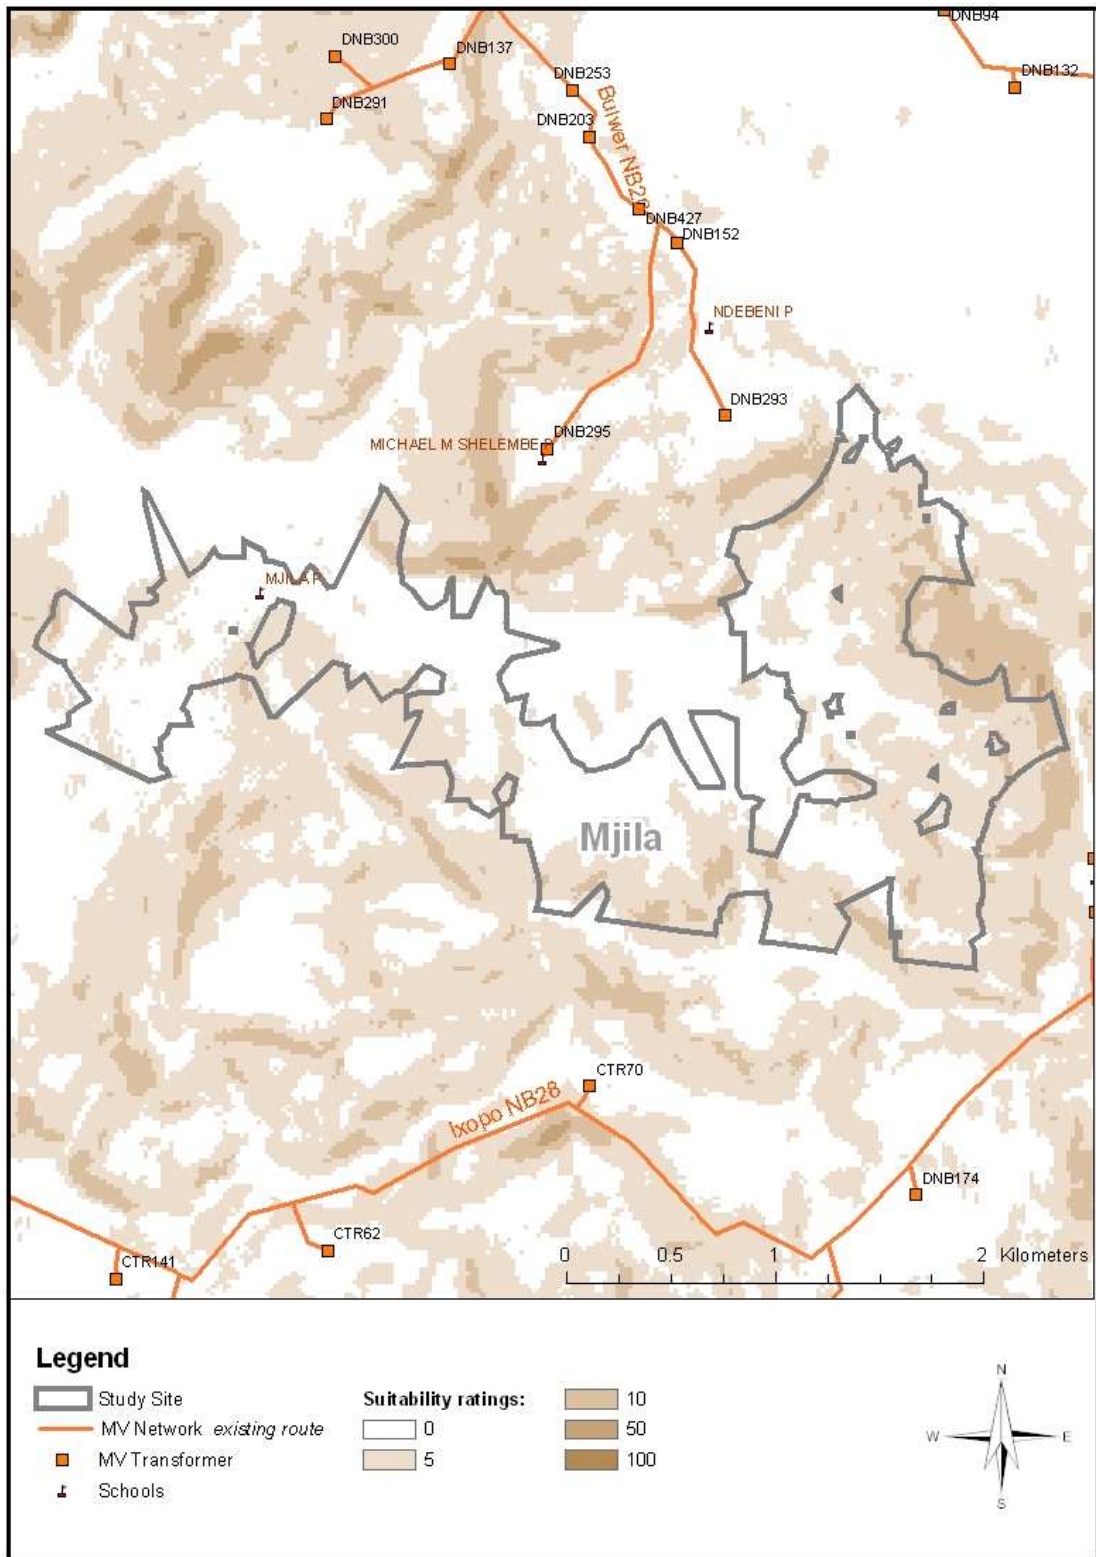 DNB94
DNB300
DNB137
DNB132
DNB253
DNB291
DNB203
Bulwer NB2
DNB427
DNB152
NDEBENI P
DNB293
DNB295
MICHAEL M SHELEMBE P
MJILA P
Mjila
CTR70
Ixopo NB28
DNB174
CTR62
CTR141
0 0.5 1 2 Kilometers
Legend
Study Site
MV Network existing route
MV Transformer
Schools
Suitability ratings:
0
5
10
50
100
N
W E
S